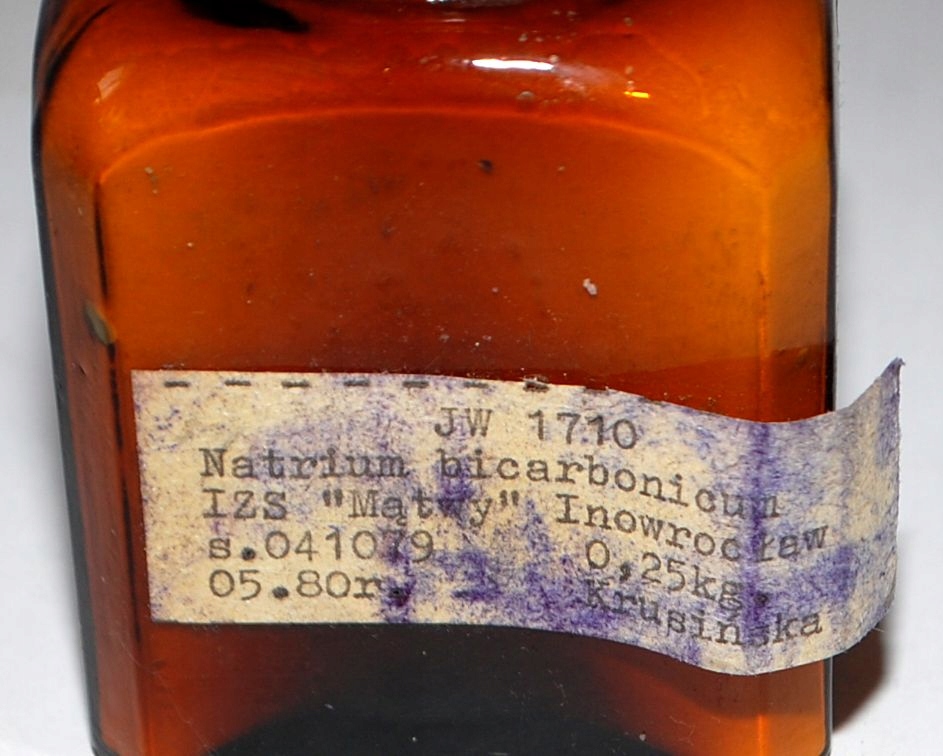 JW 1710
Natrium bicarbonicum
IZS "Mątwy" Inowrocław
s.041079 0,25kg.
05.80r. Krusińska